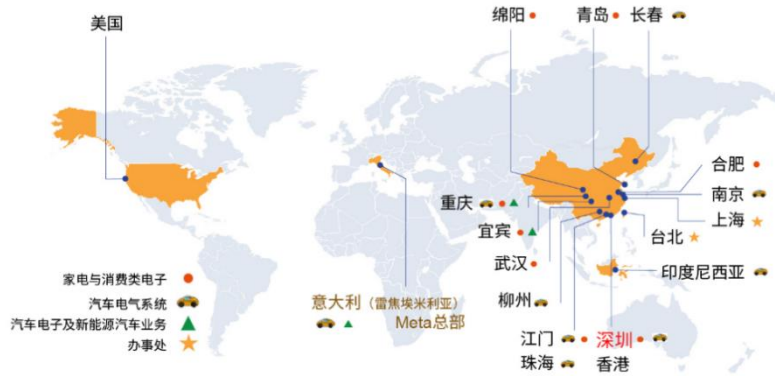 美国
绵阳
青岛
长春
合肥
南京
上海
台北
印度尼西亚
重庆
宜宾
武汉
柳州
江门
深圳
珠海
香港
意大利（雷焦埃米利亚）
Meta总部
家电与消费类电子
汽车电气系统
汽车电子及新能源汽车业务
办事处